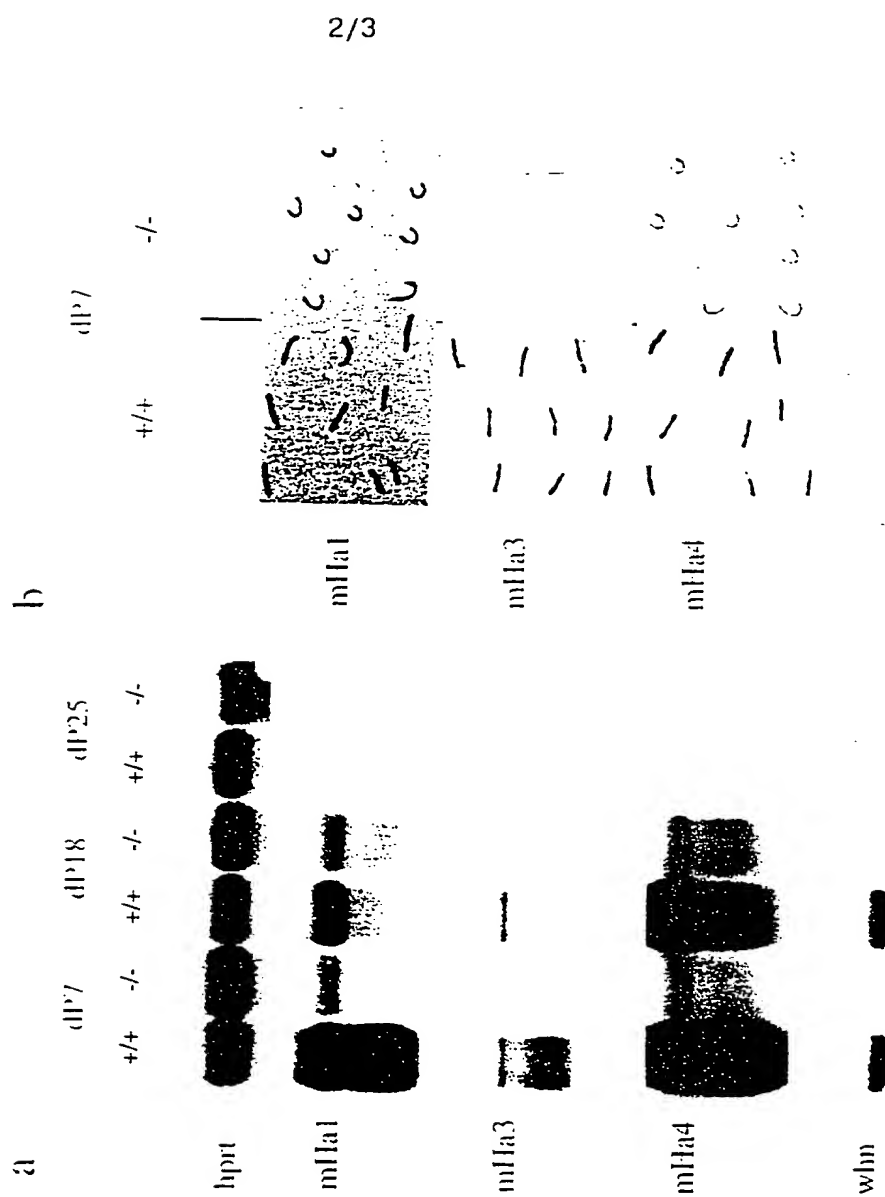 2/3
a
dP7 dP18 dP25
+/+ -/- +/+ -/- +/+ -/-
hprt
mHa1
mHa3
mHa4
whn
b
dP7
+/+ -/-
mHa1
mHa3
mHa4